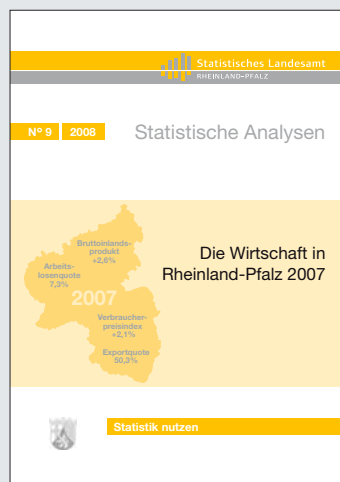 Statistisches Landesamt
RHEINLAND-PFALZ
N° 9 2008
Statistische Analysen
Bruttoinlands-
produkt
+2,6%
Arbeits-
losenquote
7,3%
2007
Verbraucher-
preisindex
+2,1%
Exportquote
50,3%
Die Wirtschaft in
Rheinland-Pfalz 2007
Statistik nutzen